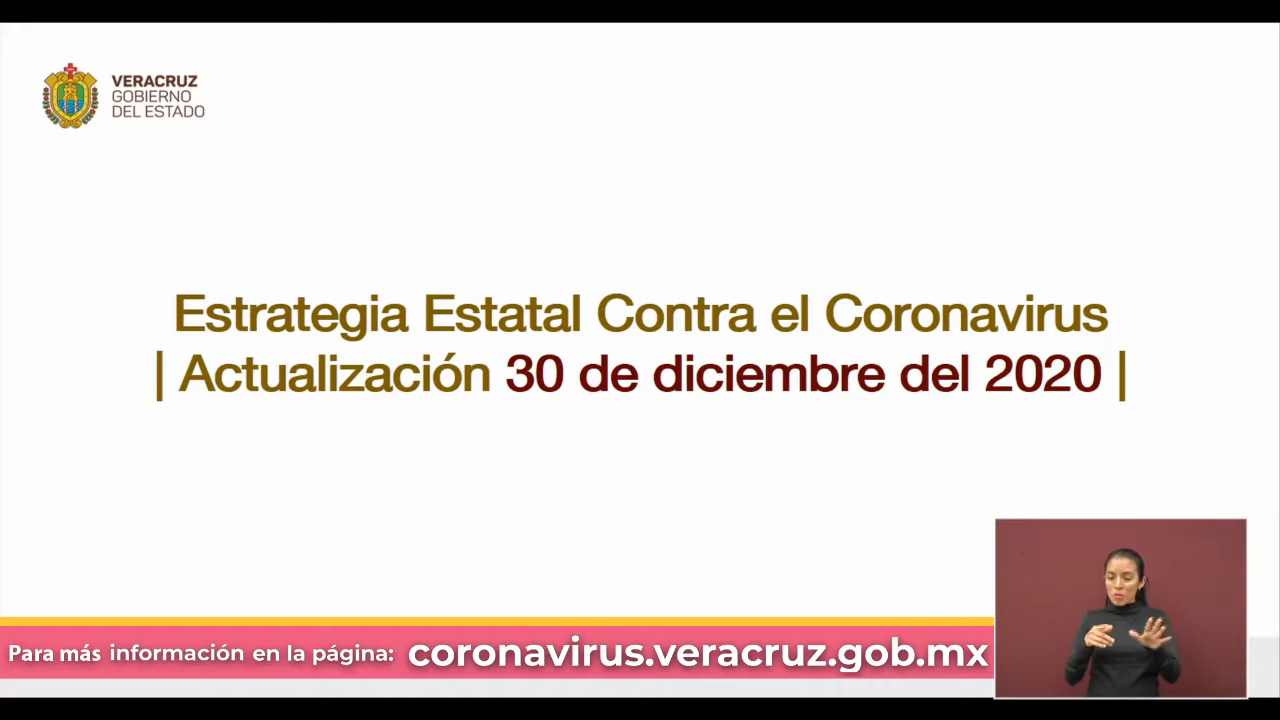 VERACRUZ
GOBIERNO
DEL ESTADO
Estrategia Estatal Contra el Coronavirus
| Actualización 30 de diciembre del 2020 |
Para más información en la página: coronavirus.veracruz.gob.mx